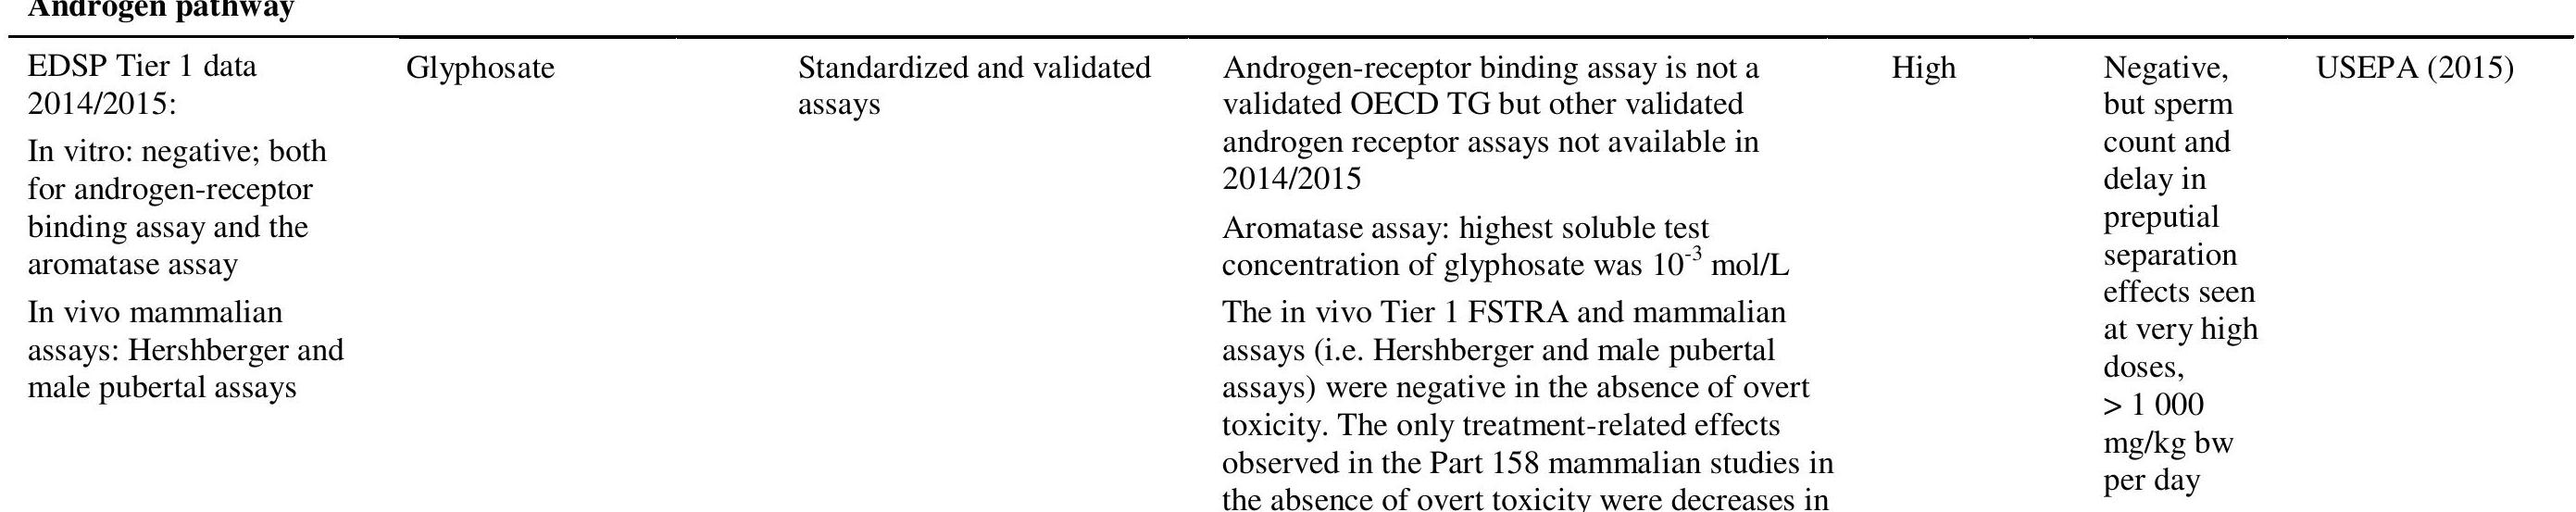 Androgen pathway
EDSP Tier 1 data
2014/2015:
In vitro: negative; both
for androgen-receptor
binding assay and the
aromatase assay
In vivo mammalian
assays: Hershberger and
male pubertal assays
Glyphosate
Standardized and validated
assays
Androgen-receptor binding assay is not a
validated OECD TG but other validated
androgen receptor assays not available in
2014/2015
Aromatase assay: highest soluble test
concentration of glyphosate was 10⁻³ mol/L
The in vivo Tier 1 FSTRA and mammalian
assays (i.e. Hershberger and male pubertal
assays) were negative in the absence of overt
toxicity. The only treatment-related effects
observed in the Part 158 mammalian studies in
the absence of overt toxicity were decreases in
High
Negative,
but sperm
count and
delay in
preputial
separation
effects seen
at very high
doses,
> 1 000
mg/kg bw
per day
USEPA (2015)